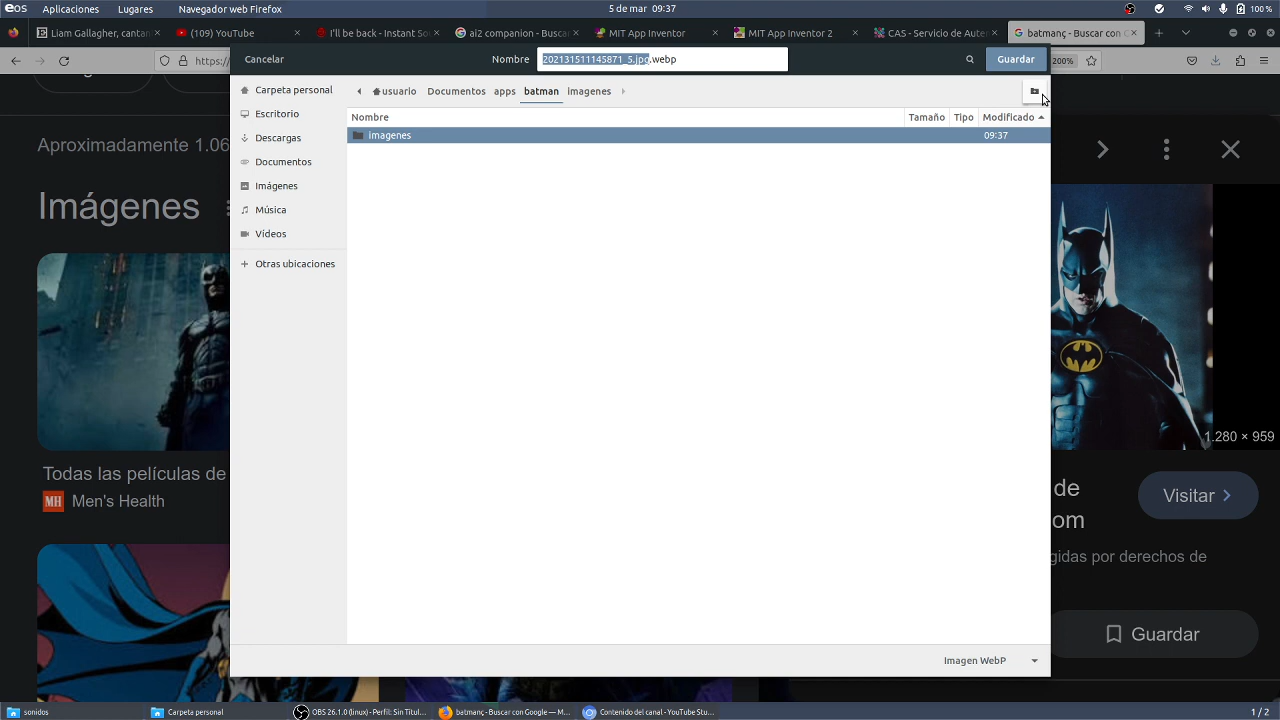 eos Aplicaciones Lugares Navegador web Firefox 5 de mar 09:37 100 %
Liam Gallagher, cantan (109) YouTube I'll be back - Instant So ai2 companion - Buscar c MIT App Inventor MIT App Inventor 2 CAS - Servicio de Auten batmanç - Buscar con G
https:// 200%
Cancelar Nombre 202131511145871_5.jpg.webp Guardar
usuario Documentos apps batman imagenes
Carpeta personal
Escritorio
Descargas
Documentos
Imágenes
Música
Vídeos
Otras ubicaciones
Nombre Tamaño Tipo Modificado
imagenes 09:37
Imagen WebP
Aproximadamente 1.06
Imágenes
Todas las películas de
MH Men's Health
1.280 × 959
de
om
Visitar
gidas por derechos de
Guardar
sonidos Carpeta personal OBS 26.1.0 (linux) - Perfil: Sin Titul... batmanç - Buscar con Google — M... Contenido del canal - YouTube Stu... 1 / 2